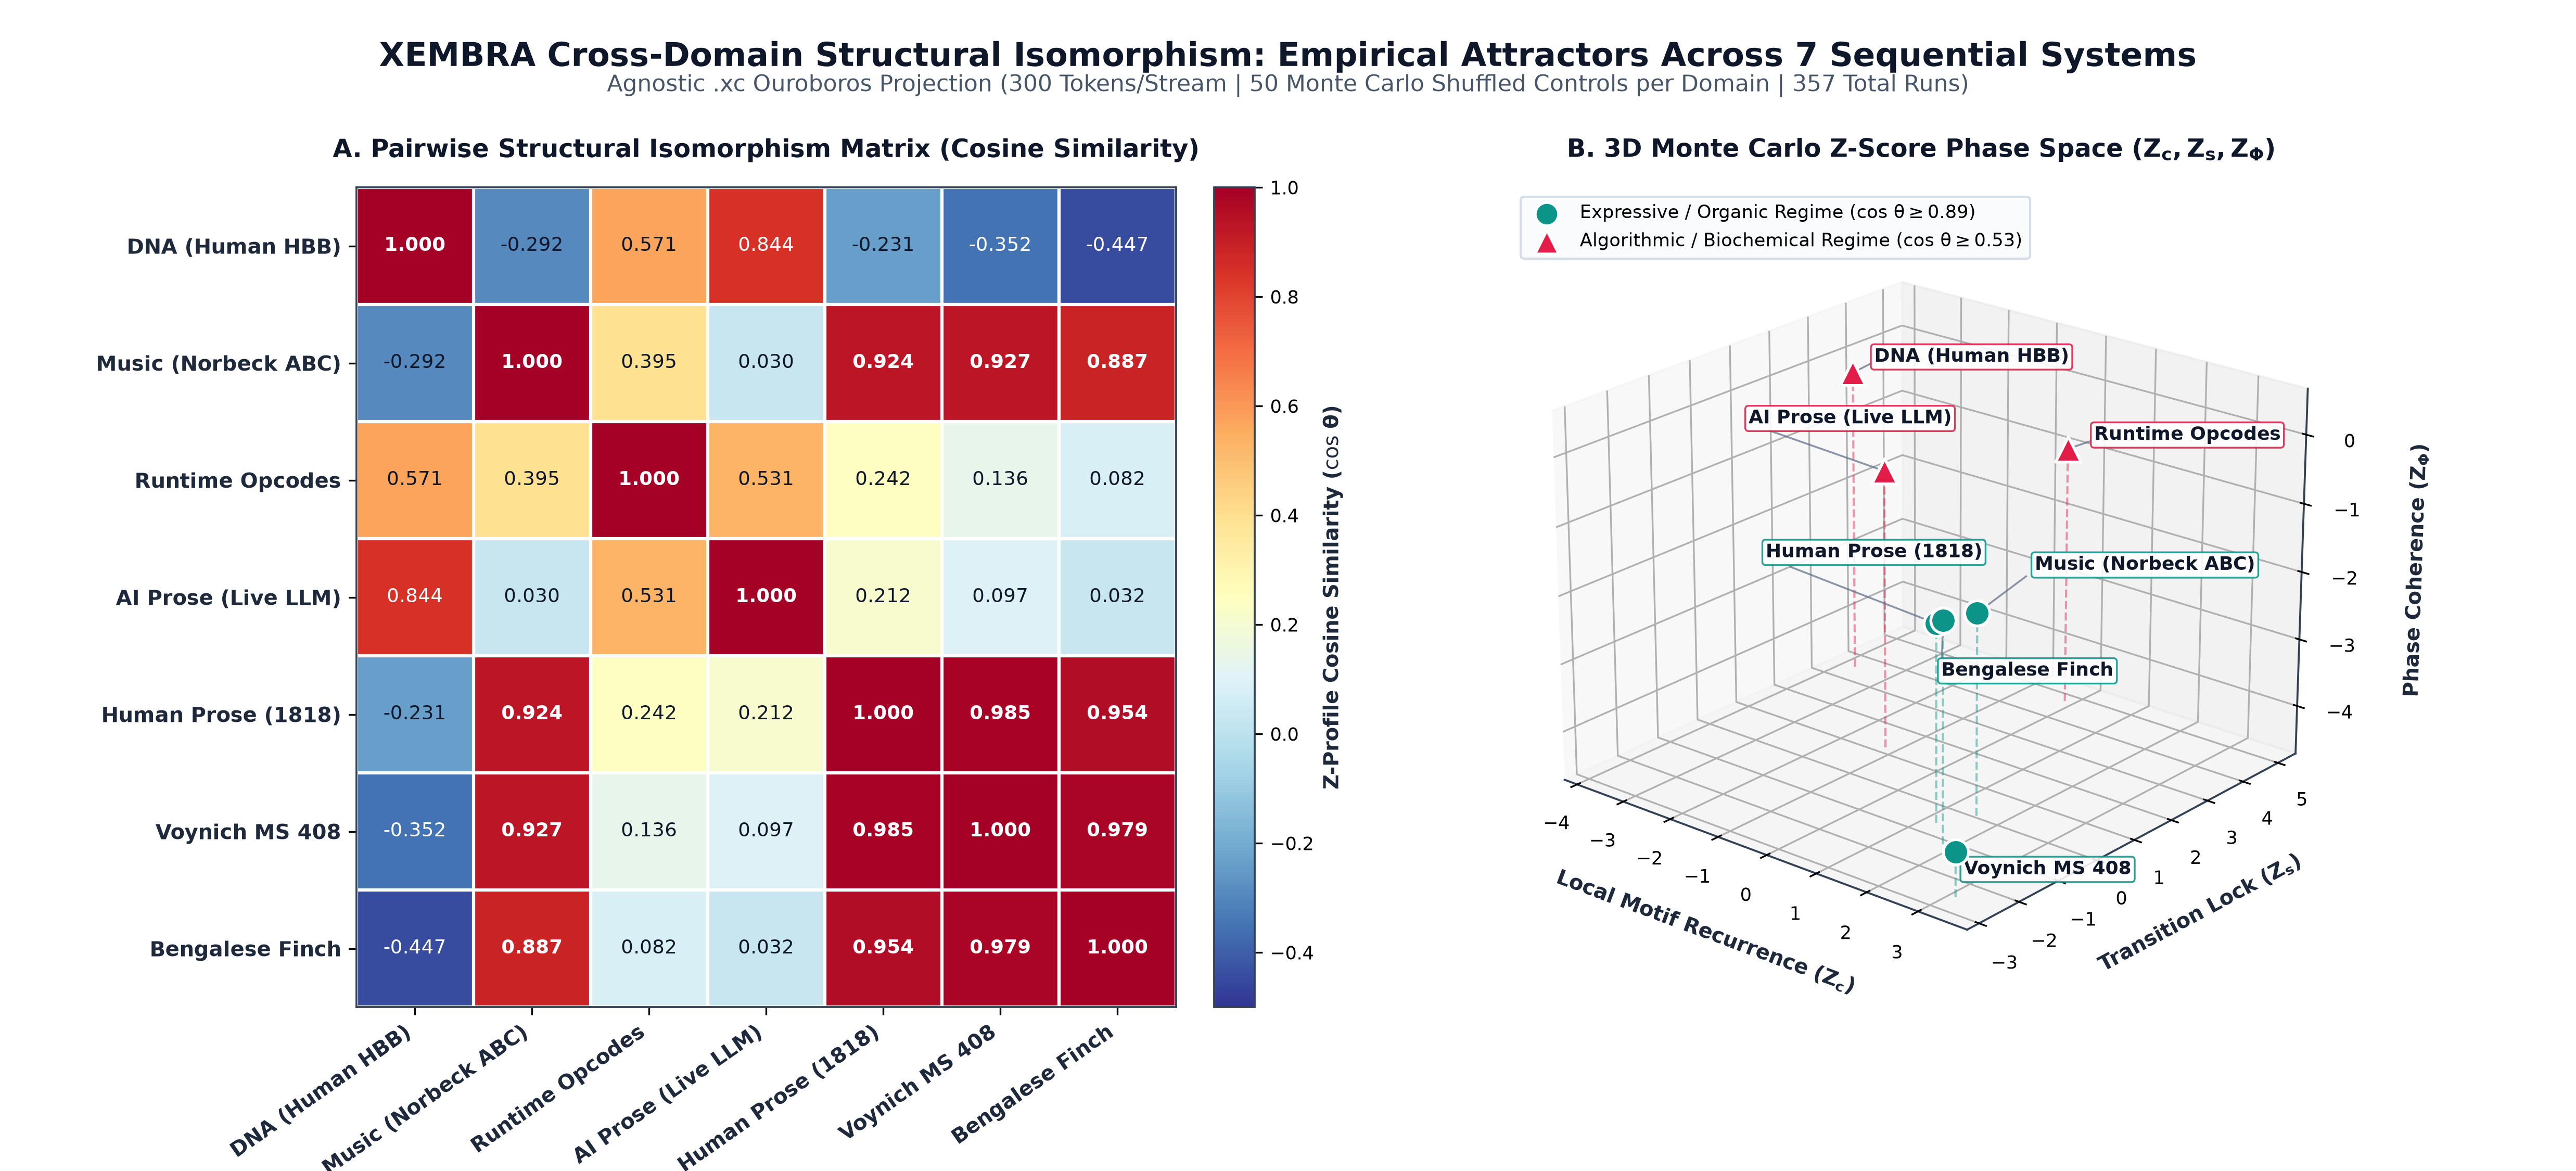 XEMBRA Cross-Domain Structural Isomorphism: Empirical Attractors Across 7 Sequential Systems
Agnostic .xc Ouroboros Projection (300 Tokens/Stream | 50 Monte Carlo Shuffled Controls per Domain | 357 Total Runs)
A. Pairwise Structural Isomorphism Matrix (Cosine Similarity)
DNA (Human HBB) 1.000 -0.292 0.571 0.844 -0.231 -0.352 -0.447
Music (Norbeck ABC) -0.292 1.000 0.395 0.030 0.924 0.927 0.887
Runtime Opcodes 0.571 0.395 1.000 0.531 0.242 0.136 0.082
AI Prose (Live LLM) 0.844 0.030 0.531 1.000 0.212 0.097 0.032
Human Prose (1818) -0.231 0.924 0.242 0.212 1.000 0.985 0.954
Voynich MS 408 -0.352 0.927 0.136 0.097 0.985 1.000 0.979
Bengalese Finch -0.447 0.887 0.082 0.032 0.954 0.979 1.000
DNA (Human HBB)
Music (Norbeck ABC)
Runtime Opcodes
AI Prose (Live LLM)
Human Prose (1818)
Voynich MS 408
Bengalese Finch
1.0
0.8
0.6
0.4
0.2
0.0
−0.2
−0.4
Z-Profile Cosine Similarity (cos θ)
B. 3D Monte Carlo Z-Score Phase Space (Zc, Zs, ZΦ)
Expressive / Organic Regime (cos θ ≥ 0.89)
Algorithmic / Biochemical Regime (cos θ ≥ 0.53)
DNA (Human HBB)
AI Prose (Live LLM)
Runtime Opcodes
Human Prose (1818)
Music (Norbeck ABC)
Bengalese Finch
Voynich MS 408
−4 −3 −2 −1 0 1 2 3
Local Motif Recurrence (Zc)
−3 −2 −1 0 1 2 3 4 5
Transition Lock (Zs)
0
−1
−2
−3
−4
Phase Coherence (ZΦ)